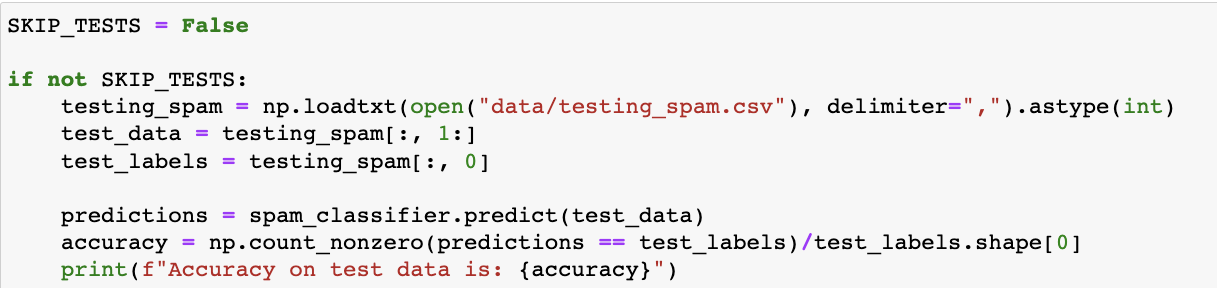 SKIP_TESTS = False
if not SKIP_TESTS:
    testing_spam = np.loadtxt(open("data/testing_spam.csv"), delimiter=",").astype(int)
    test_data = testing_spam[:, 1:]
    test_labels = testing_spam[:, 0]
    predictions = spam_classifier.predict(test_data)
    accuracy = np.count_nonzero(predictions == test_labels)/test_labels.shape[0]
    print(f"Accuracy on test data is: {accuracy}")